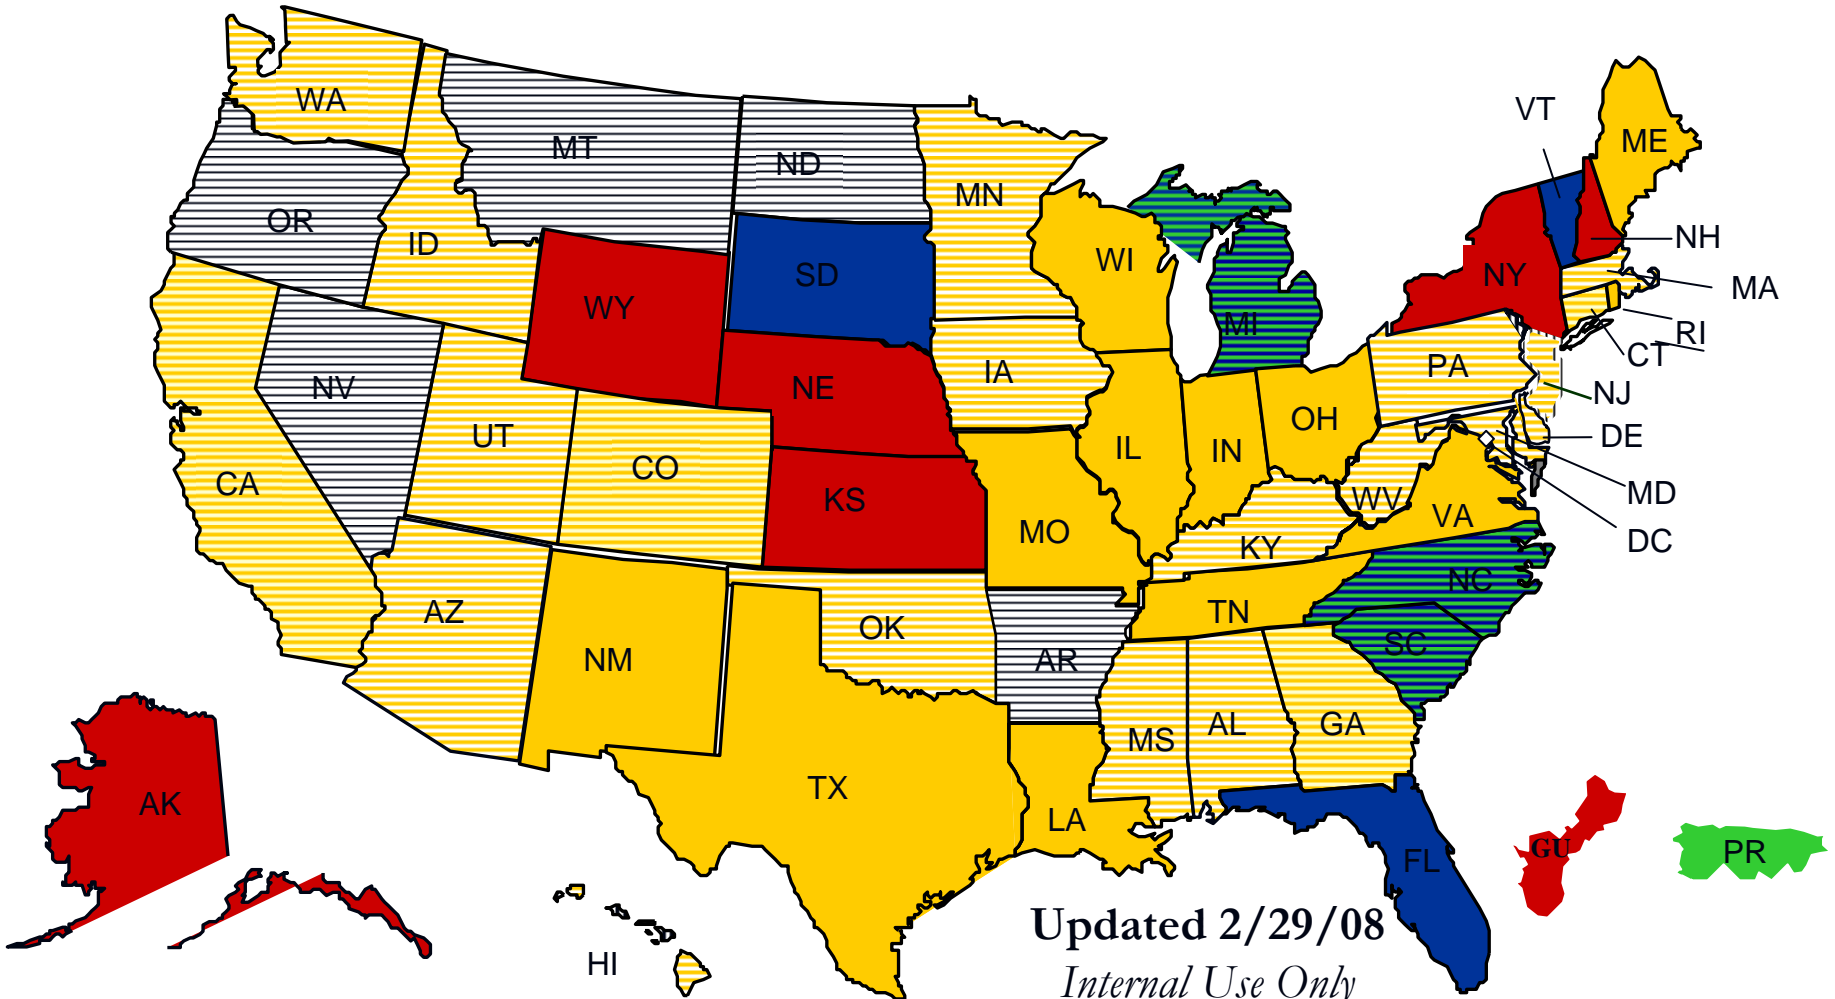 VT
WA
ME
MT
ND
MN
OR
ID
NH
WI
SD
NY
MA
WY
MI
RI
CT
PA
IA
NV
NE
NJ
OH
UT
IL
IN
DE
CO
CA
KS
WV
MD
VA
MO
DC
KY
NC
AZ
TN
OK
SC
NM
AR
AL
GA
MS
TX
AK
LA
GU
PR
FL
Updated 2/29/08
HI
Internal Use Only